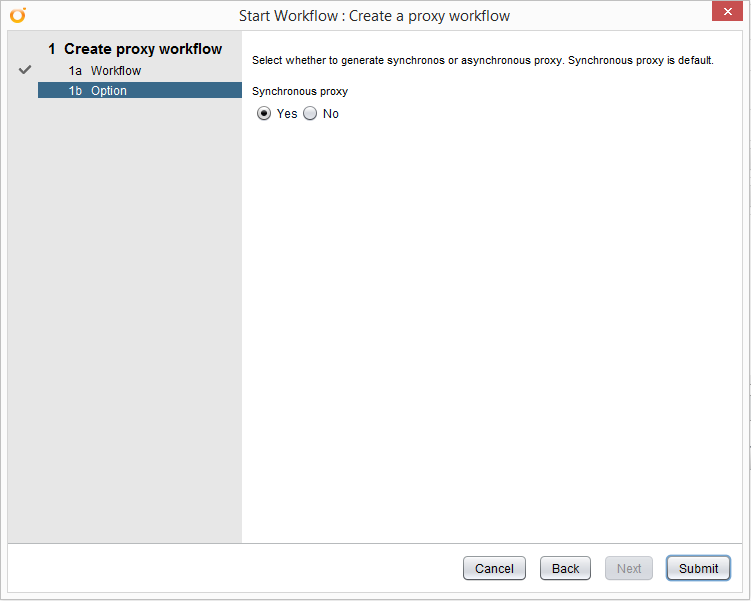 Start Workflow : Create a proxy workflow
1 Create proxy workflow
1a Workflow
1b Option
Select whether to generate synchronos or asynchronous proxy. Synchronous proxy is default.
Synchronous proxy
Yes No
Cancel Back Next Submit